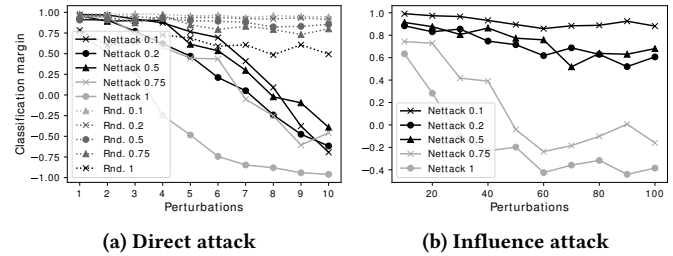 Classification margin
1.00
0.75
0.50
0.25
0.00
−0.25
−0.50
−0.75
−1.00
Nettack 0.1
Nettack 0.2
Nettack 0.5
Nettack 0.75
Nettack 1
Rnd. 0.1
Rnd. 0.2
Rnd. 0.5
Rnd. 0.75
Rnd. 1
1 2 3 4 5 6 7 8 9 10
Perturbations
(a) Direct attack
1.0
0.8
0.6
0.4
0.2
0.0
−0.2
−0.4
Nettack 0.1
Nettack 0.2
Nettack 0.5
Nettack 0.75
Nettack 1
20 40 60 80 100
Perturbations
(b) Influence attack